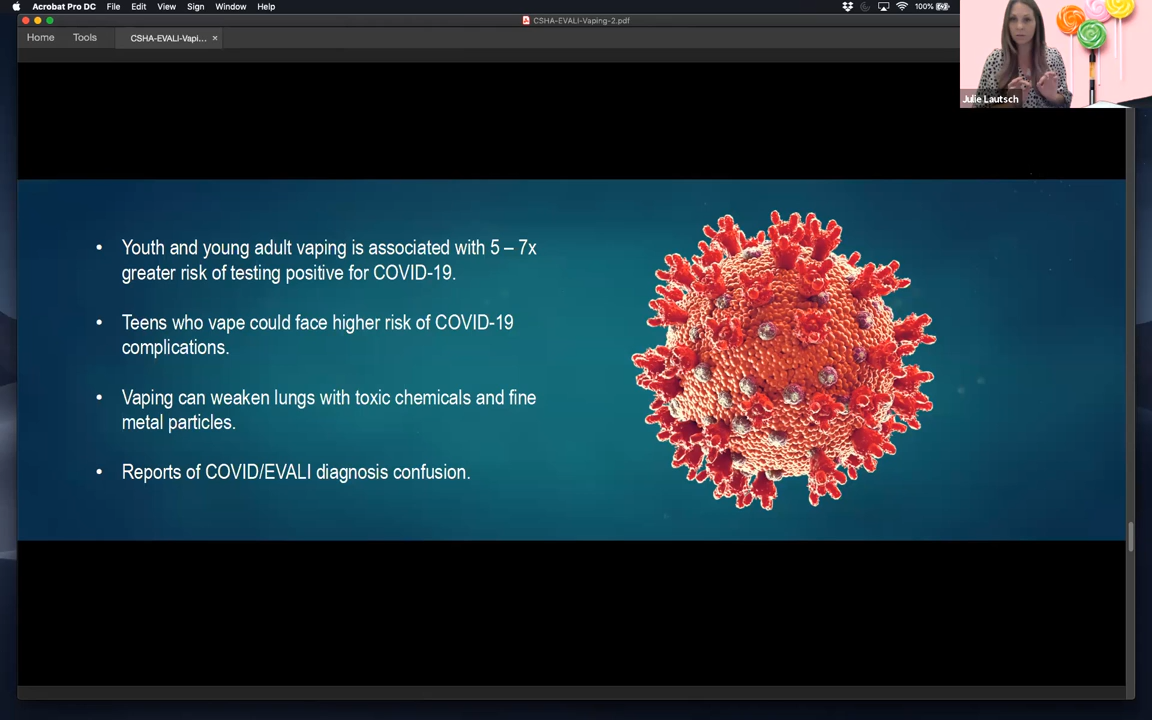 Acrobat Pro DC File Edit View Sign Window Help
100%
CSHA-EVALI-Vaping-2.pdf
Home Tools CSHA-EVALI-Vapi... ×
Julie Lautsch
• Youth and young adult vaping is associated with 5 – 7x
greater risk of testing positive for COVID-19.
• Teens who vape could face higher risk of COVID-19
complications.
• Vaping can weaken lungs with toxic chemicals and fine
metal particles.
• Reports of COVID/EVALI diagnosis confusion.